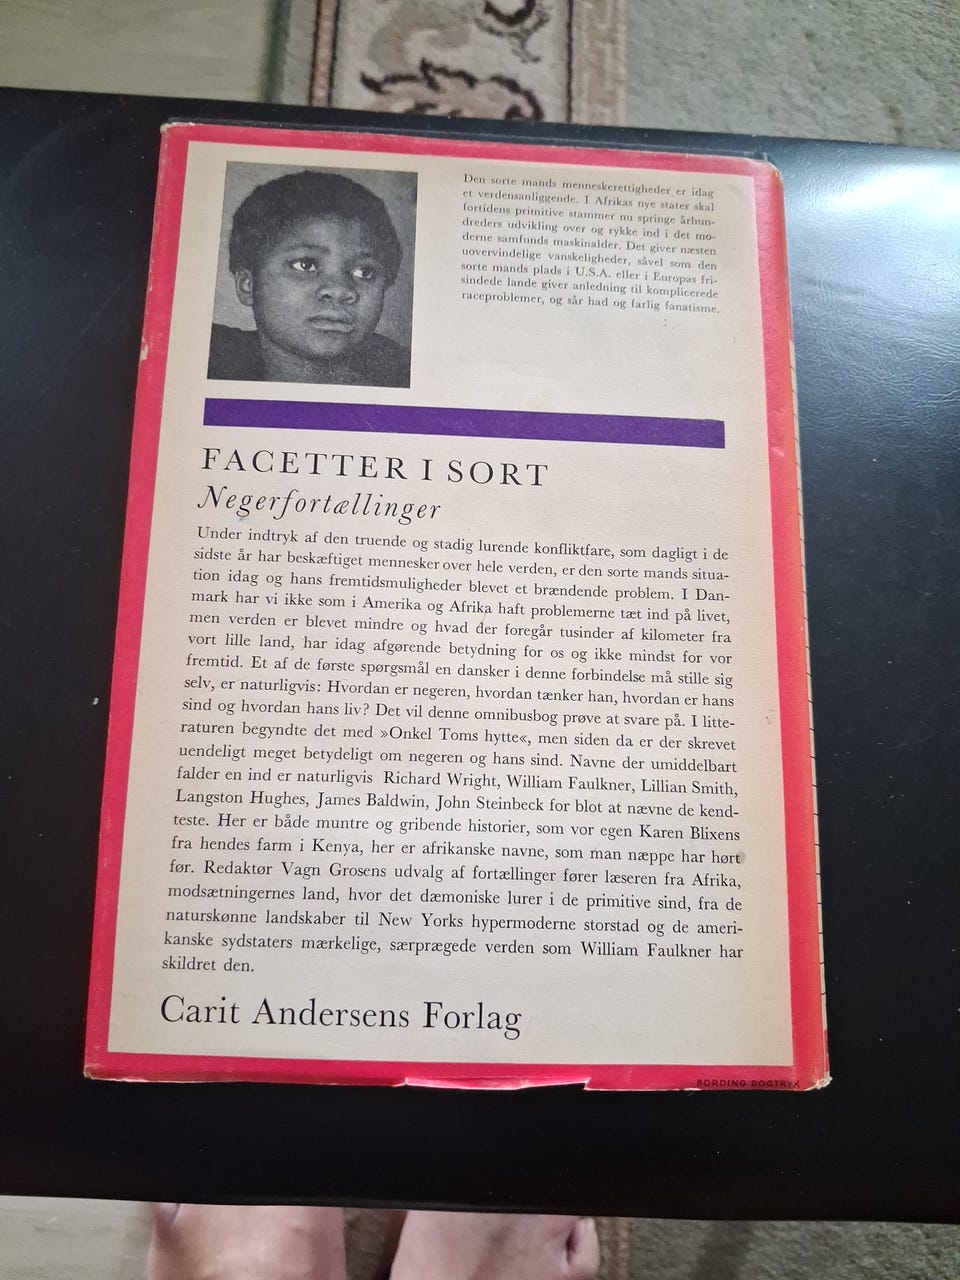 Den sorte mands menneskerettigheder er idag
et verdensanliggende. I Afrikas nye stater skal
fortidens primitive stammer nu springe århun-
dreders udvikling over og rykke ind i det mo-
derne samfunds maskinalder. Det giver næsten
uovervindelige vanskeligheder, såvel som den
sorte mands plads i U.S.A. eller i Europas fri-
sindede lande giver anledning til komplicerede
raceproblemer, og sår had og farlig fanatisme.
FACETTER I SORT
Negerfortællinger
Under indtryk af den truende og stadig lurende konfliktfare, som dagligt i de
sidste år har beskæftiget mennesker over hele verden, er den sorte mands situa-
tion idag og hans fremtidsmuligheder blevet et brændende problem. I Dan-
mark har vi ikke som i Amerika og Afrika haft problemerne tæt ind på livet,
men verden er blevet mindre og hvad der foregår tusinder af kilometer fra
vort lille land, har idag afgørende betydning for os og ikke mindst for vor
fremtid. Et af de første spørgsmål en dansker i denne forbindelse må stille sig
selv, er naturligvis: Hvordan er negeren, hvordan tænker han, hvordan er hans
sind og hvordan hans liv? Det vil denne omnibusbog prøve at svare på. I litte-
raturen begyndte det med »Onkel Toms hytte«, men siden da er der skrevet
uendeligt meget betydeligt om negeren og hans sind. Navne der umiddelbart
falder en ind er naturligvis Richard Wright, William Faulkner, Lillian Smith,
Langston Hughes, James Baldwin, John Steinbeck for blot at nævne de kend-
teste. Her er både muntre og gribende historier, som vor egen Karen Blixens
fra hendes farm i Kenya, her er afrikanske navne, som man næppe har hørt
før. Redaktør Vagn Grosens udvalg af fortællinger fører læseren fra Afrika,
modsætningernes land, hvor det dæmoniske lurer i de primitive sind, fra de
naturskønne landskaber til New Yorks hypermoderne storstad og de ameri-
kanske sydstaters mærkelige, særprægede verden som William Faulkner har
skildret den.
Carit Andersens Forlag
BORDING BOGTRYK